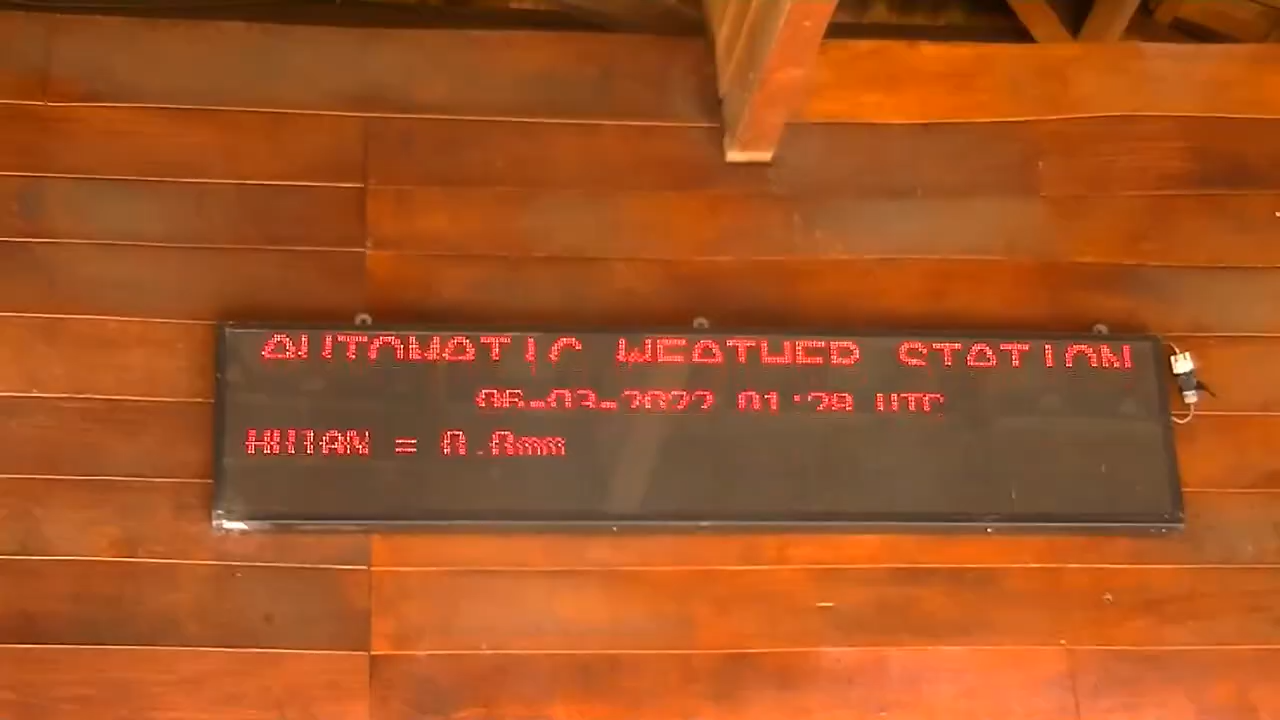 AUTOMATIC WEATHER STATION
06-03-2022 01:28 UTC
HUJAN = 0.0mm